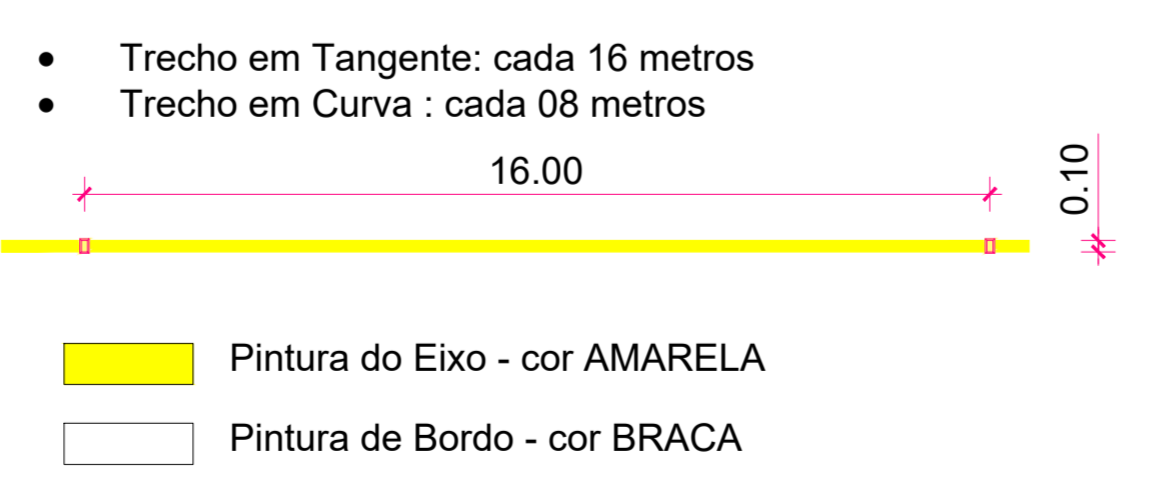 • Trecho em Tangente: cada 16 metros
• Trecho em Curva : cada 08 metros
16.00
0.10
Pintura do Eixo - cor AMARELA
Pintura de Bordo - cor BRACA